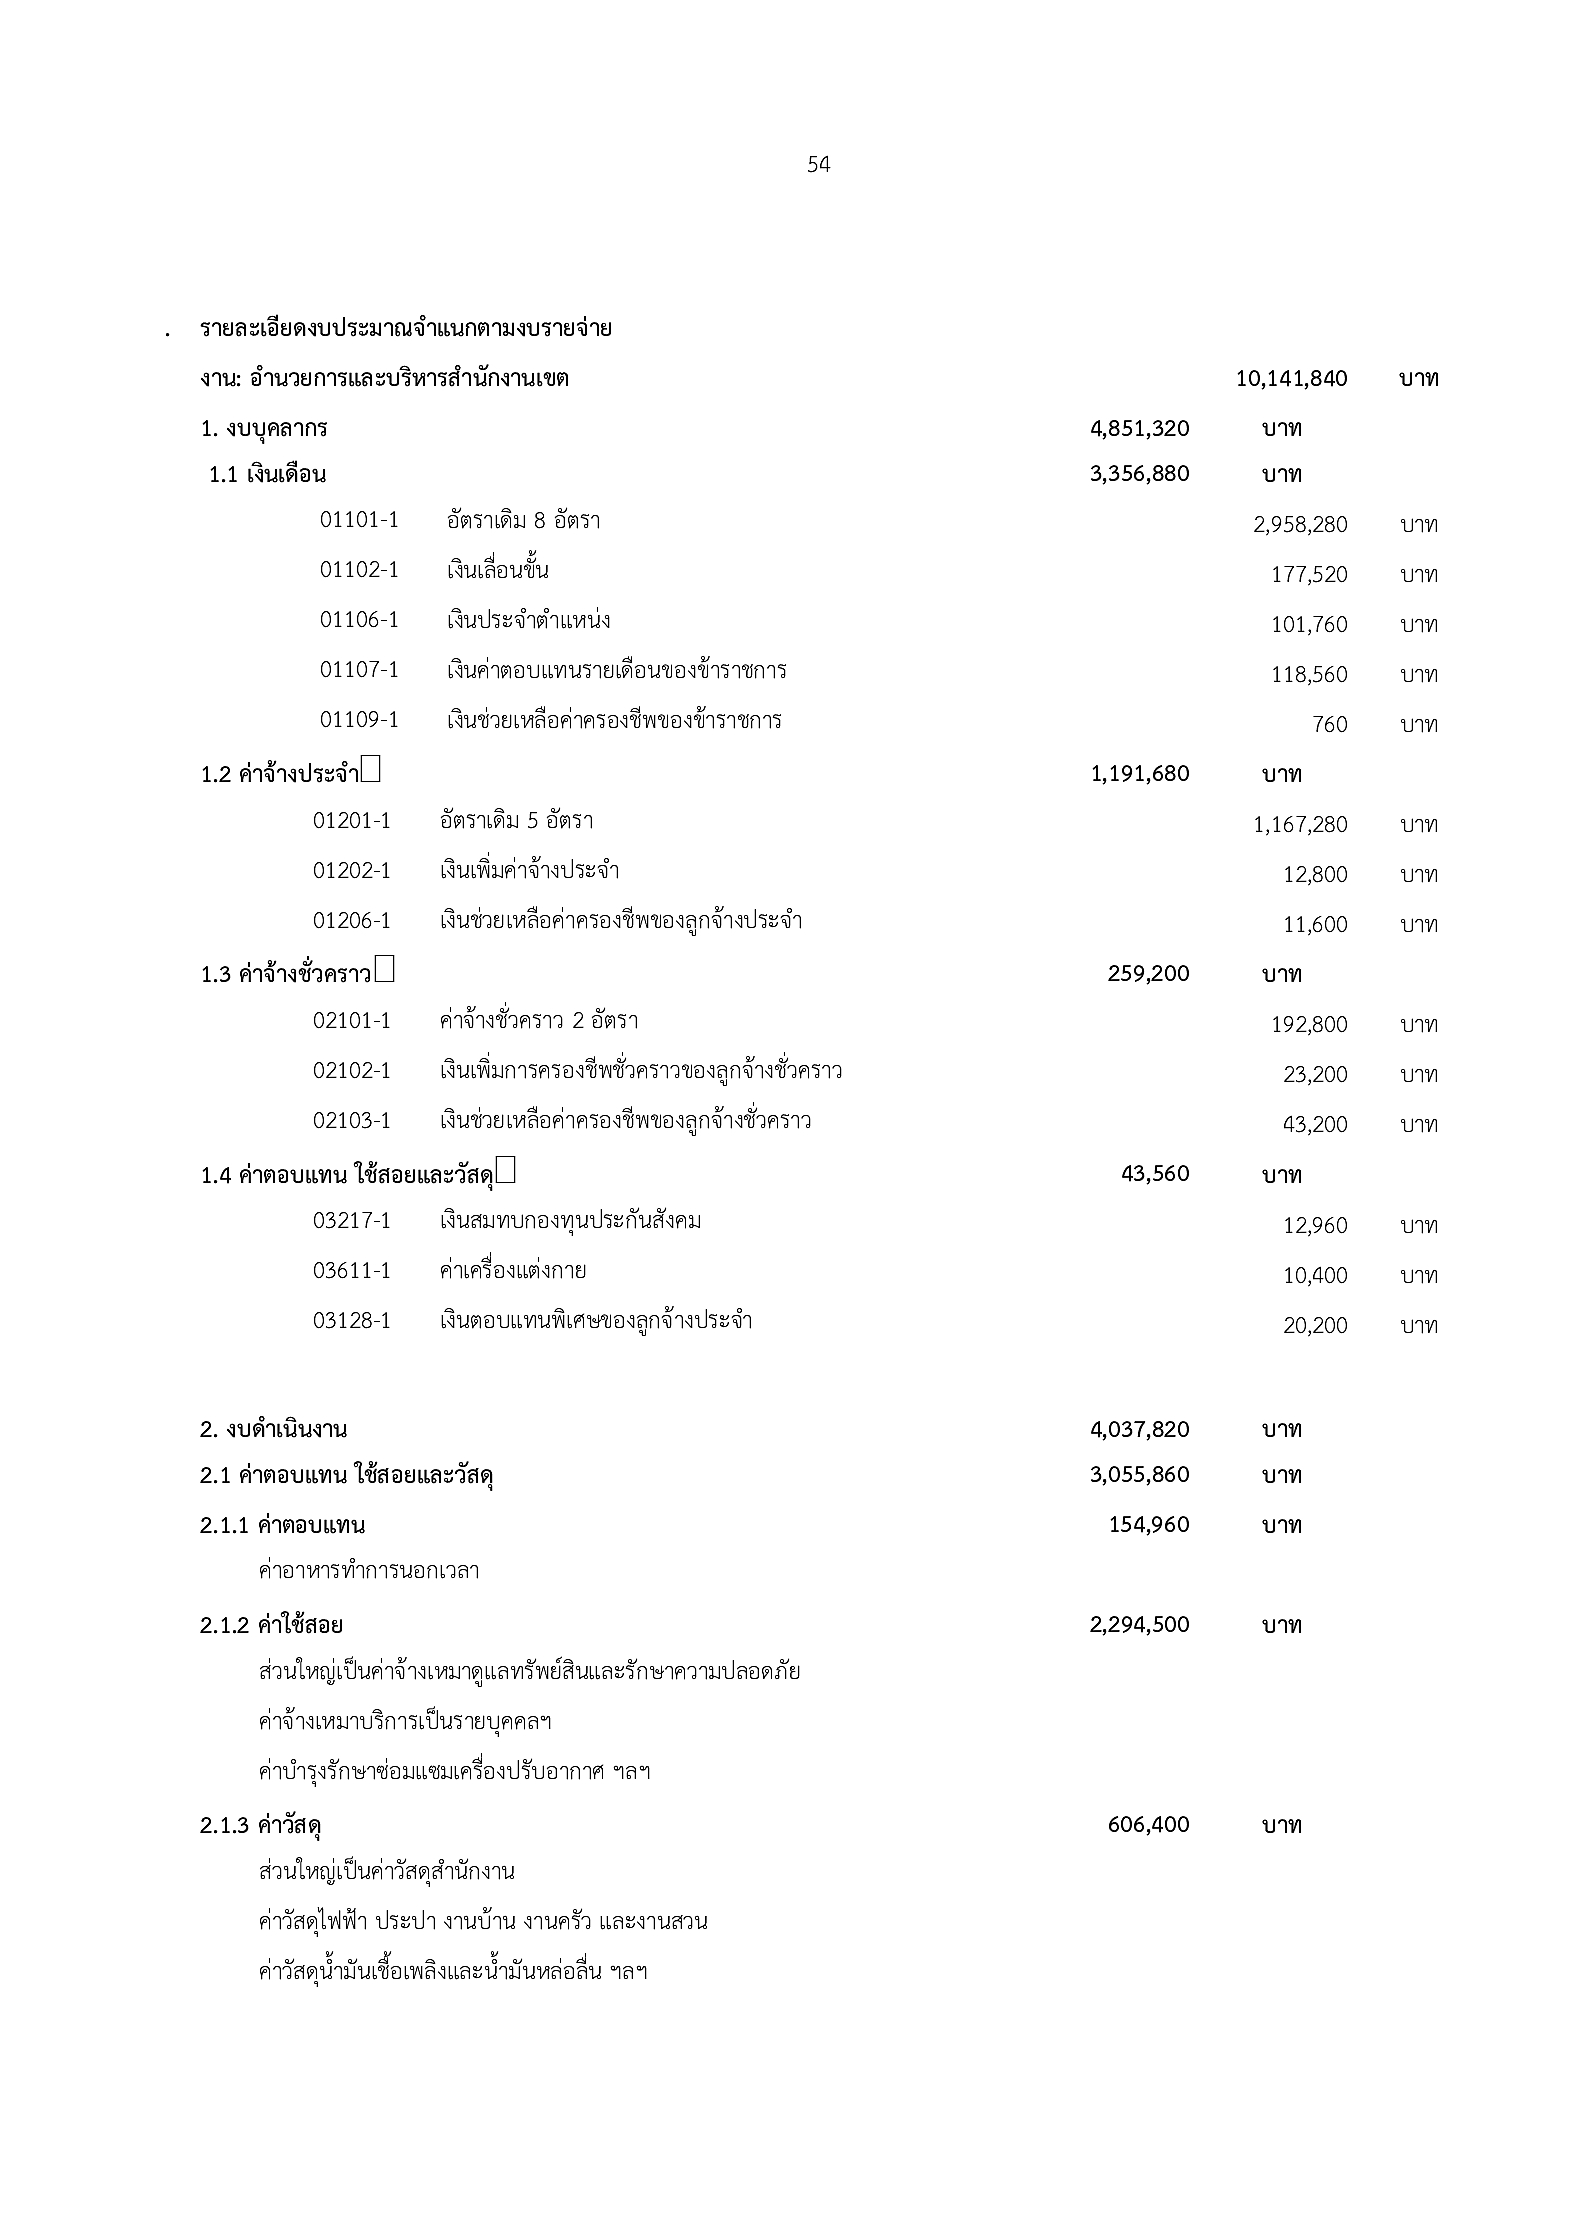 54
. รายละเอียดงบประมาณจำแนกตามงบรายจ่าย
งาน: อำนวยการและบริหารสำนักงานเขต 10,141,840 บาท
1. งบบุคลากร 4,851,320 บาท
1.1 เงินเดือน 3,356,880 บาท
01101-1 อัตราเดิม 8 อัตรา 2,958,280 บาท
01102-1 เงินเลื่อนขั้น 177,520 บาท
01106-1 เงินประจำตำแหน่ง 101,760 บาท
01107-1 เงินค่าตอบแทนรายเดือนของข้าราชการ 118,560 บาท
01109-1 เงินช่วยเหลือค่าครองชีพของข้าราชการ 760 บาท
1.2 ค่าจ้างประจำ 1,191,680 บาท
01201-1 อัตราเดิม 5 อัตรา 1,167,280 บาท
01202-1 เงินเพิ่มค่าจ้างประจำ 12,800 บาท
01206-1 เงินช่วยเหลือค่าครองชีพของลูกจ้างประจำ 11,600 บาท
1.3 ค่าจ้างชั่วคราว 259,200 บาท
02101-1 ค่าจ้างชั่วคราว 2 อัตรา 192,800 บาท
02102-1 เงินเพิ่มการครองชีพชั่วคราวของลูกจ้างชั่วคราว 23,200 บาท
02103-1 เงินช่วยเหลือค่าครองชีพของลูกจ้างชั่วคราว 43,200 บาท
1.4 ค่าตอบแทน ใช้สอยและวัสดุ 43,560 บาท
03217-1 เงินสมทบกองทุนประกันสังคม 12,960 บาท
03611-1 ค่าเครื่องแต่งกาย 10,400 บาท
03128-1 เงินตอบแทนพิเศษของลูกจ้างประจำ 20,200 บาท
2. งบดำเนินงาน 4,037,820 บาท
2.1 ค่าตอบแทน ใช้สอยและวัสดุ 3,055,860 บาท
2.1.1 ค่าตอบแทน 154,960 บาท
ค่าอาหารทำการนอกเวลา
2.1.2 ค่าใช้สอย 2,294,500 บาท
ส่วนใหญ่เป็นค่าจ้างเหมาดูแลทรัพย์สินและรักษาความปลอดภัย
ค่าจ้างเหมาบริการเป็นรายบุคคลฯ
ค่าบำรุงรักษาซ่อมแซมเครื่องปรับอากาศ ฯลฯ
2.1.3 ค่าวัสดุ 606,400 บาท
ส่วนใหญ่เป็นค่าวัสดุสำนักงาน
ค่าวัสดุไฟฟ้า ประปา งานบ้าน งานครัว และงานสวน
ค่าวัสดุน้ำมันเชื้อเพลิงและน้ำมันหล่อลื่น ฯลฯ